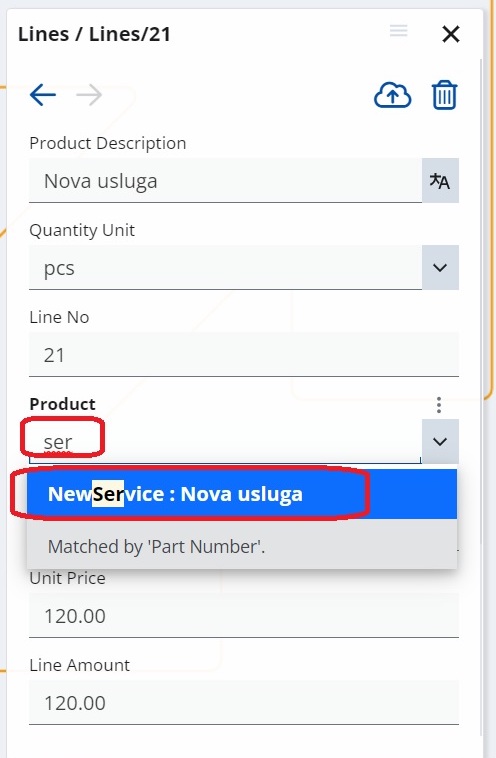 Lines / Lines/21
Product Description
Nova usluga
Quantity Unit
pcs
Line No
21
Product
ser
NewService : Nova usluga
Matched by 'Part Number'.
Unit Price
120.00
Line Amount
120.00